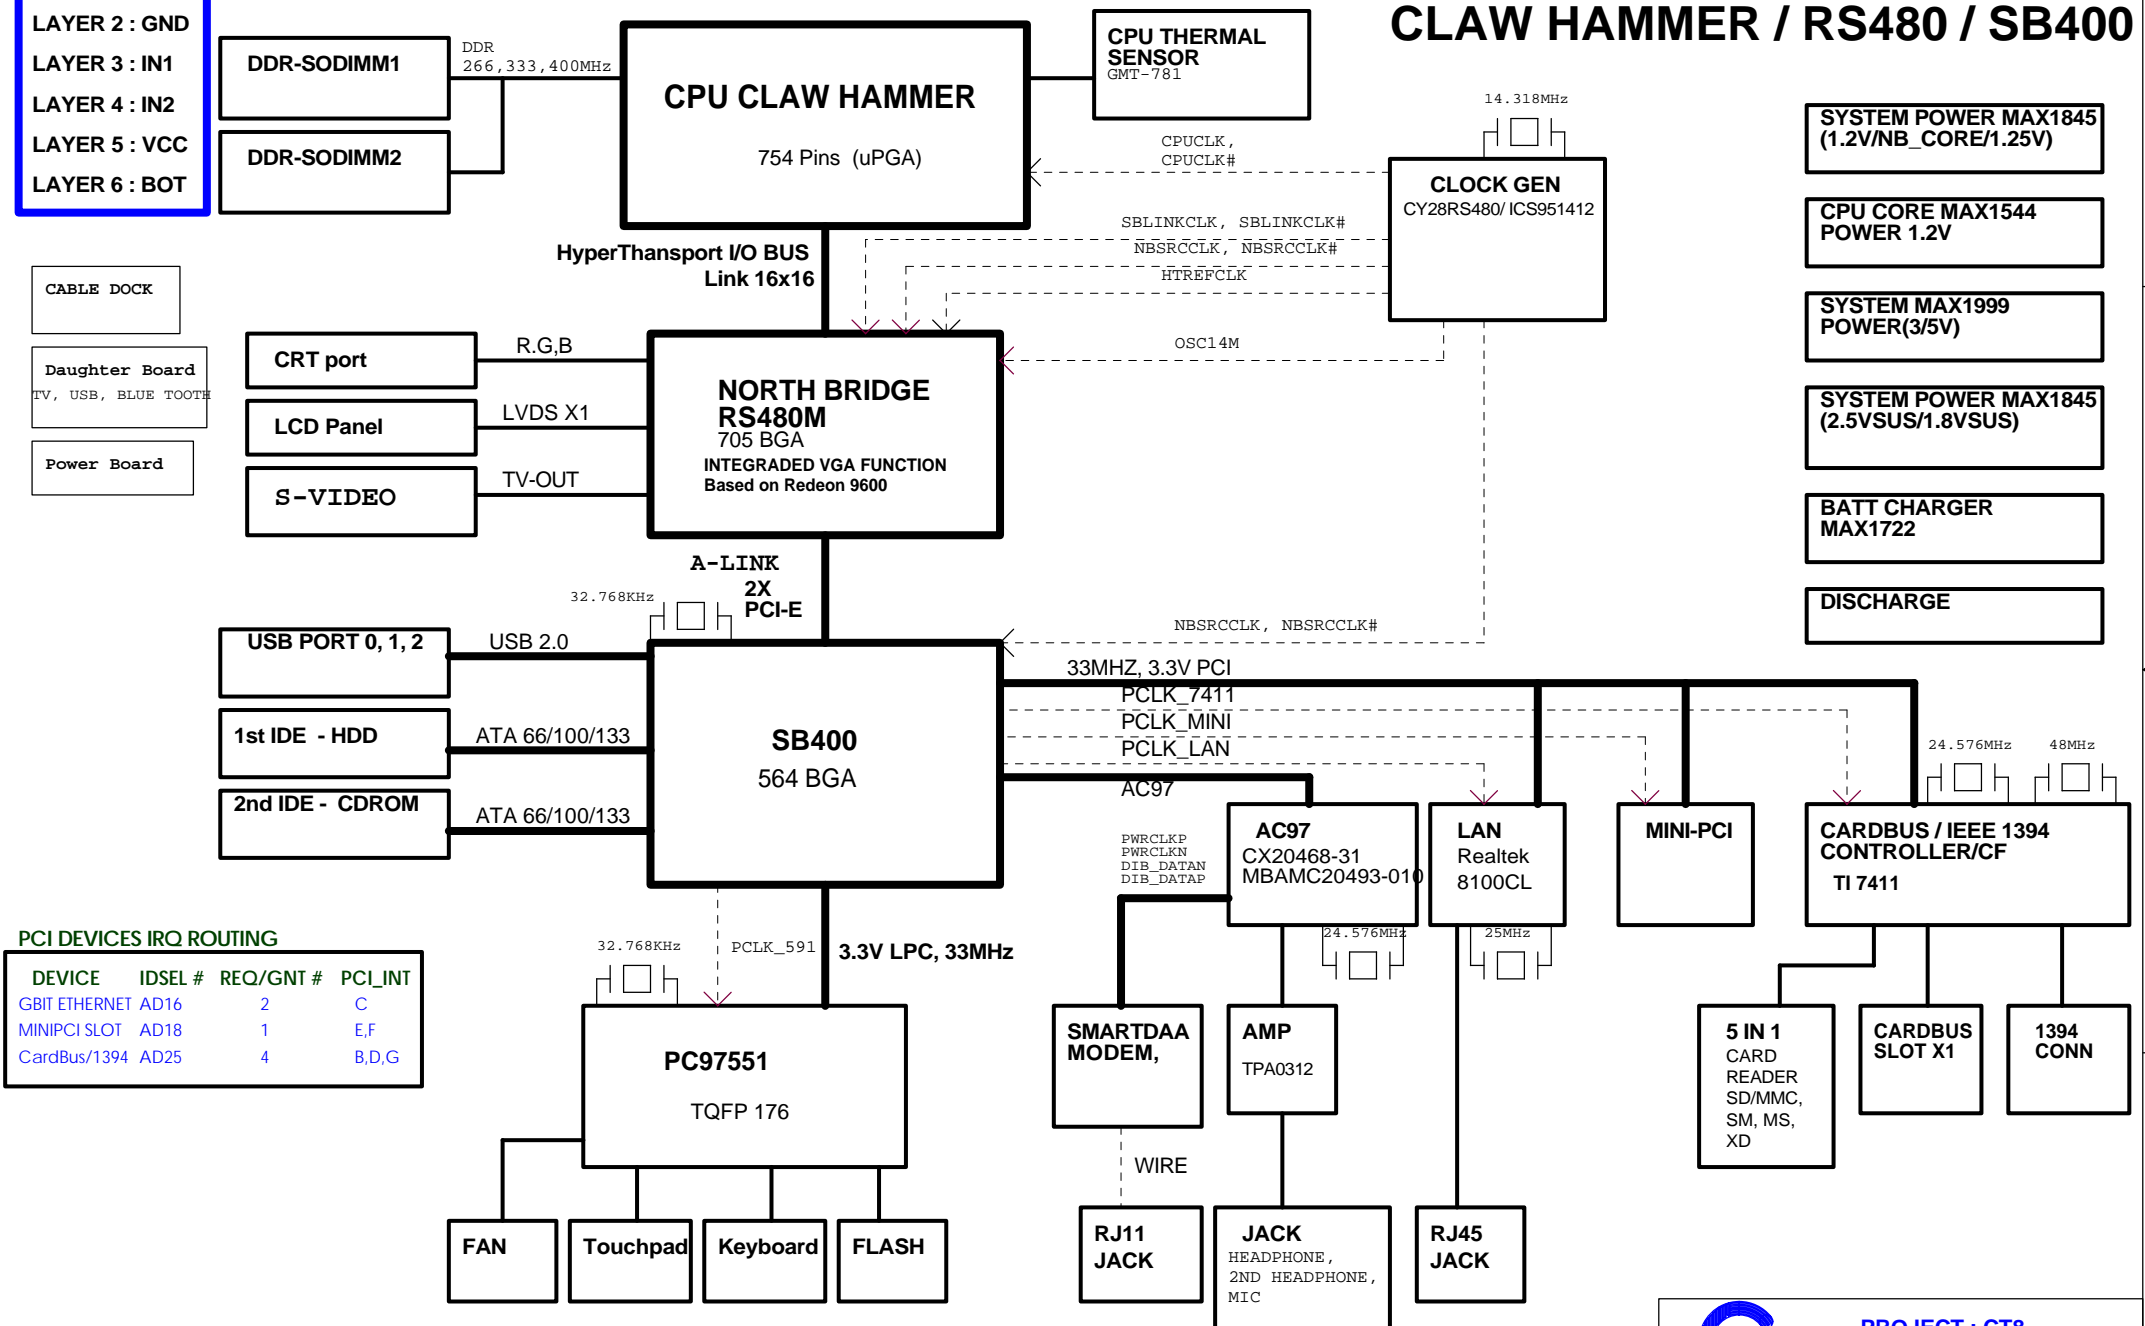 CLAW HAMMER / RS480 / SB400
LAYER 2 : GND
LAYER 3 : IN1
LAYER 4 : IN2
LAYER 5 : VCC
LAYER 6 : BOT
DDR-SODIMM1
DDR-SODIMM2
DDR
266,333,400MHz
CPU CLAW HAMMER
754 Pins (uPGA)
CPU THERMAL
SENSOR
GMT-781
14.318MHz
CLOCK GEN
CY28RS480/ ICS951412
CPUCLK,
CPUCLK#
SBLINKCLK, SBLINKCLK#
NBSRCCLK, NBSRCCLK#
HTREFCLK
OSC14M
SYSTEM POWER MAX1845
(1.2V/NB_CORE/1.25V)
CPU CORE MAX1544
POWER 1.2V
SYSTEM MAX1999
POWER(3/5V)
SYSTEM POWER MAX1845
(2.5VSUS/1.8VSUS)
BATT CHARGER
MAX1722
DISCHARGE
HyperThansport I/O BUS
Link 16x16
CABLE DOCK
Daughter Board
TV, USB, BLUE TOOTH
Power Board
CRT port
R.G,B
LCD Panel
LVDS X1
S-VIDEO
TV-OUT
NORTH BRIDGE
RS480M
705 BGA
INTEGRADED VGA FUNCTION
Based on Redeon 9600
A-LINK
2X
PCI-E
32.768KHz
NBSRCCLK, NBSRCCLK#
USB PORT 0, 1, 2
USB 2.0
1st IDE - HDD
ATA 66/100/133
2nd IDE - CDROM
ATA 66/100/133
SB400
564 BGA
33MHZ, 3.3V PCI
PCLK_7411
PCLK_MINI
PCLK_LAN
AC97
24.576MHz
48MHz
PWRCLKP
PWRCLKN
DIB_DATAN
DIB_DATAP
AC97
CX20468-31
MBAMC20493-010
24.576MHz
LAN
Realtek
8100CL
25MHz
MINI-PCI
CARDBUS / IEEE 1394
CONTROLLER/CF
TI 7411
PCI DEVICES IRQ ROUTING
DEVICE IDSEL # REQ/GNT # PCI_INT
GBIT ETHERNET AD16 2 C
MINIPCI SLOT AD18 1 E,F
CardBus/1394 AD25 4 B,D,G
32.768KHz
PCLK_591
3.3V LPC, 33MHz
PC97551
TQFP 176
SMARTDAA
MODEM,
AMP
TPA0312
5 IN 1
CARD
READER
SD/MMC,
SM, MS,
XD
CARDBUS
SLOT X1
1394
CONN
WIRE
FAN
Touchpad
Keyboard
FLASH
RJ11
JACK
JACK
HEADPHONE,
2ND HEADPHONE,
MIC
RJ45
JACK
PROJECT : CT8